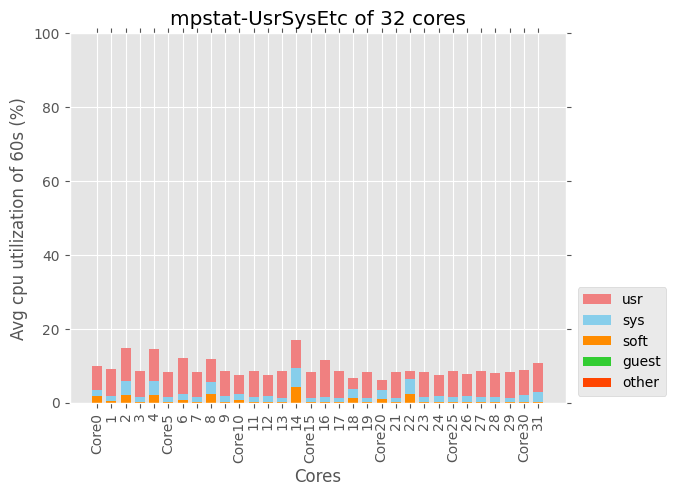 mpstat-UsrSysEtc of 32 cores
Avg cpu utilization of 60s (%)
100
80
60
40
20
0
Core0
1
2
3
4
Core5
6
7
8
9
Core10
11
12
13
14
Core15
16
17
18
19
Core20
21
22
23
24
Core25
26
27
28
29
Core30
31
Cores
usr
sys
soft
guest
other